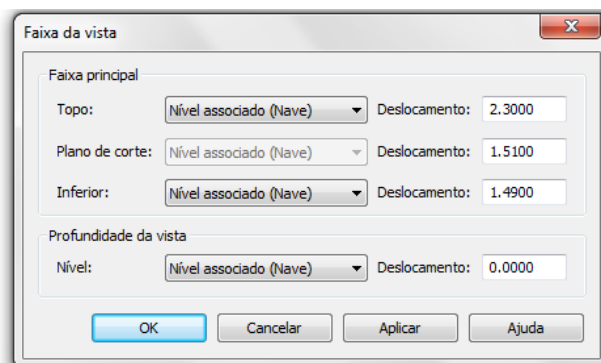 Faixa da vista
Faixa principal
Topo: Nível associado (Nave) Deslocamento: 2.3000
Plano de corte: Nível associado (Nave) Deslocamento: 1.5100
Inferior: Nível associado (Nave) Deslocamento: 1.4900
Profundidade da vista
Nível: Nível associado (Nave) Deslocamento: 0.0000
OK Cancelar Aplicar Ajuda